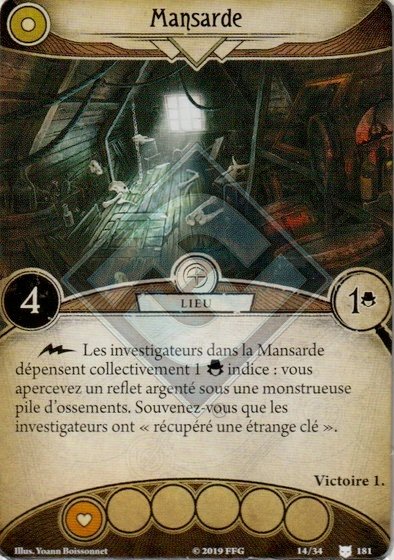 Mansarde
4
LIEU
1
Les investigateurs dans la Mansarde
dépensent collectivement 1 indice : vous
apercevez un reflet argenté sous une monstrueuse
pile d'ossements. Souvenez-vous que les
investigateurs ont « récupéré une étrange clé ».
Victoire 1.
Illus. Yoann Boissonnet © 2019 FFG 14/34 181